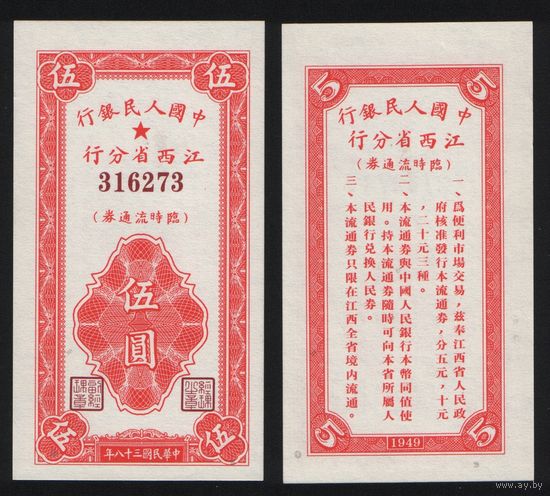 伍 伍
中國人民銀行
江西省分行
316273
(臨時流通券)
伍圓
伍 伍
中華民國三十八年
5 5
中國人民銀行
江西省分行
(臨時流通券)
一、爲便利市場交易，茲奉江西省人民政
府核准發行本流通券，分五元，十元
，二十元三種。
二、本流通券與中國人民銀行本幣同值使
用。持本流通券隨時可向本省所屬人
民銀行兌換人民券。
三、本流通券只限在江西全省境内流通。
5 5
1949
www.ay.by